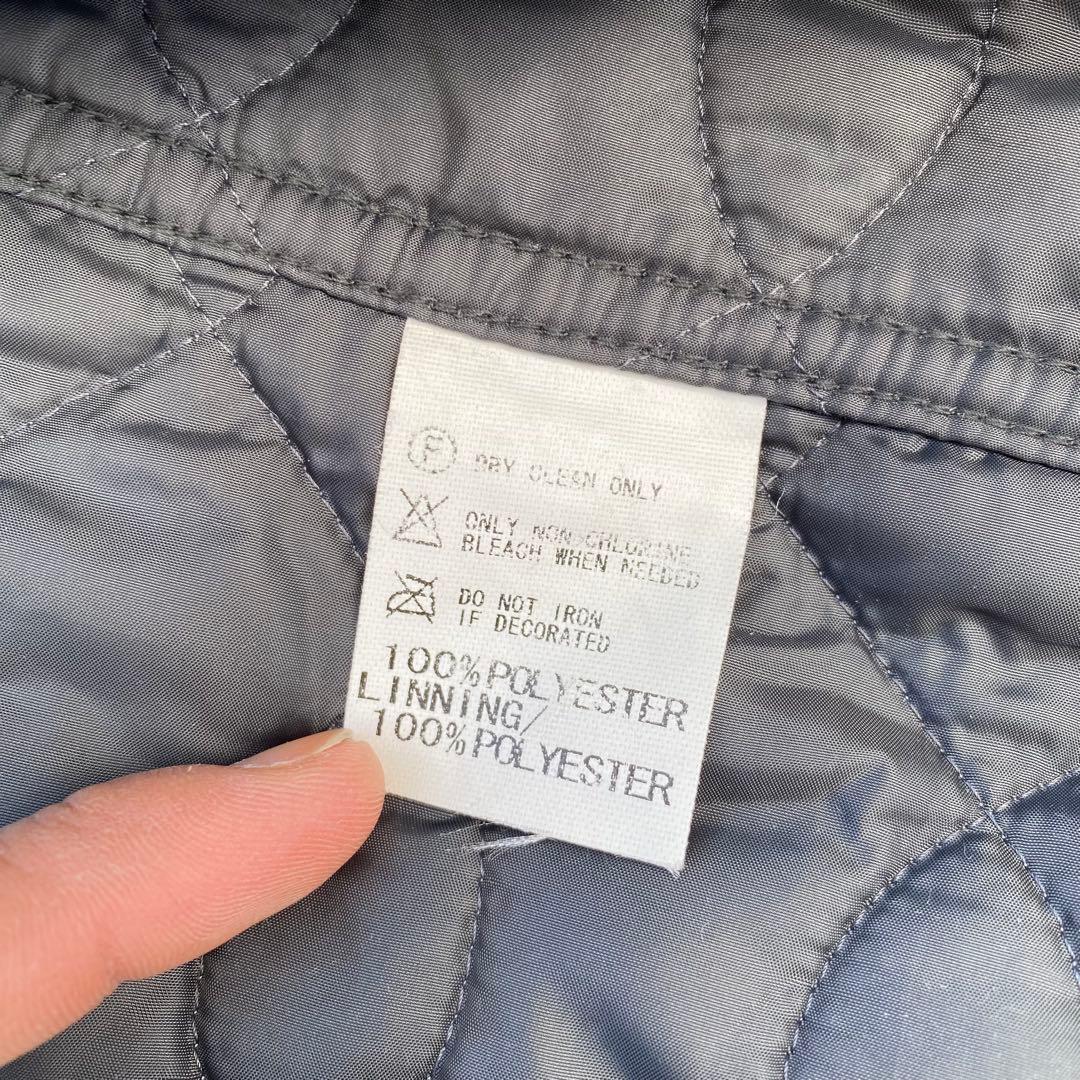 F DRY CLEAN ONLY
ONLY NON-CHLORINE
BLEACH WHEN NEEDED
DO NOT IRON
IF DECORATED
100%POLYESTER
LINNING/
100%POLYESTER